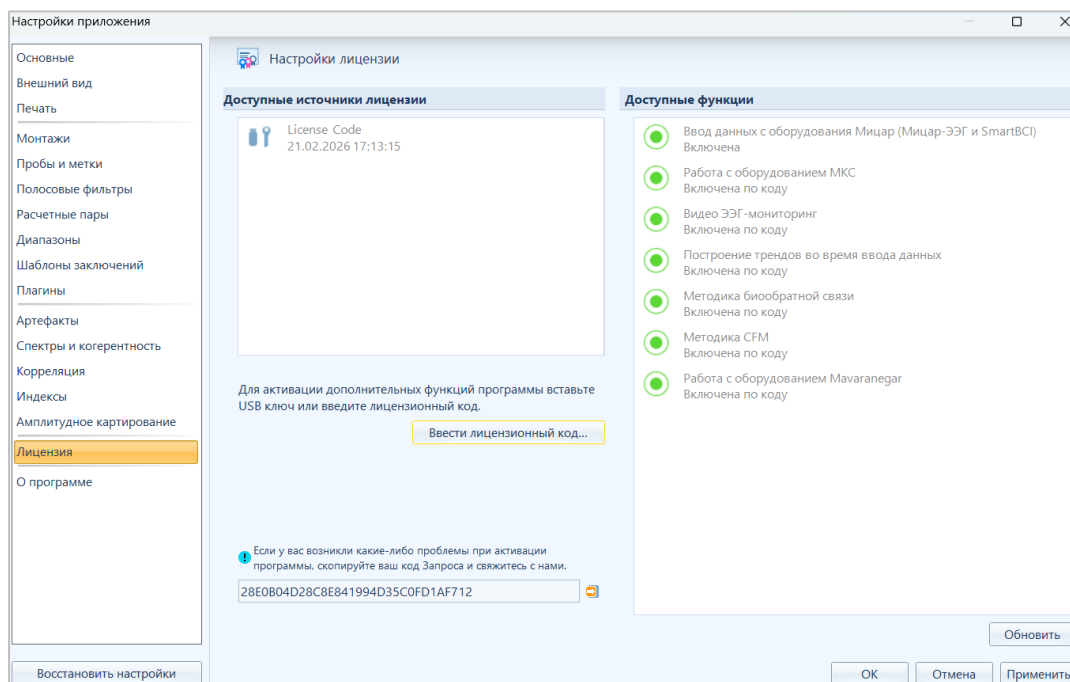 Настройки приложения
Основные
Внешний вид
Печать
Монтажи
Пробы и метки
Полосовые фильтры
Расчетные пары
Диапазоны
Шаблоны заключений
Плагины
Артефакты
Спектры и когерентность
Корреляция
Индексы
Амплитудное картирование
Лицензия
О программе
Восстановить настройки
Настройки лицензии
Доступные источники лицензии
License Code
21.02.2026 17:13:15
Для активации дополнительных функций программы вставьте
USB ключ или введите лицензионный код.
Ввести лицензионный код...
Если у вас возникли какие-либо проблемы при активации
программы, скопируйте ваш код Запроса и свяжитесь с нами.
28E0B04D28C8E841994D35C0FD1AF712
Доступные функции
Ввод данных с оборудования Мицар (Мицар-ЭЭГ и SmartBCI)
Включена
Работа с оборудованием МКС
Включена по коду
Видео ЭЭГ-мониторинг
Включена по коду
Построение трендов во время ввода данных
Включена по коду
Методика биообратной связи
Включена по коду
Методика CFM
Включена по коду
Работа с оборудованием Mavaranegar
Включена по коду
Обновить
ОК
Отмена
Применить